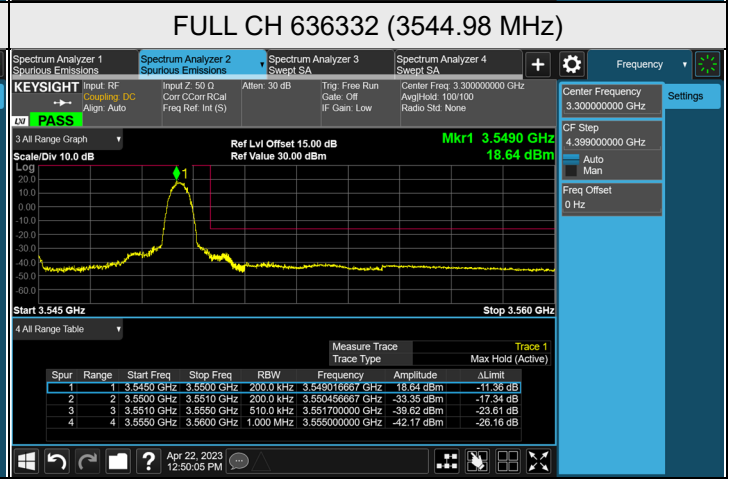 FULL CH 636332 (3544.98 MHz)
Spectrum Analyzer 1
Spurious Emissions
Spectrum Analyzer 2
Spurious Emissions
Spectrum Analyzer 3
Swept SA
Spectrum Analyzer 4
Swept SA
+
Frequency
KEYSIGHT
Input: RF
Coupling: DC
Align: Auto
Input Z: 50 Ω
Corr CCorr RCal
Freq Ref: Int (S)
Atten: 30 dB
Trig: Free Run
Gate: Off
IF Gain: Low
Center Freq: 3.300000000 GHz
Avg|Hold: 100/100
Radio Std: None
LXI PASS
Center Frequency
3.300000000 GHz
Settings
CF Step
4.399000000 GHz
Auto
Man
Freq Offset
0 Hz
3 All Range Graph
Ref Lvl Offset 15.00 dB
Mkr1 3.5490 GHz
Scale/Div 10.0 dB
Ref Value 30.00 dBm
18.64 dBm
Log
1
20.0
10.0
0.00
-10.0
-20.0
-30.0
-40.0
-50.0
-60.0
Start 3.545 GHz
Stop 3.560 GHz
4 All Range Table
Measure Trace Trace 1
Trace Type Max Hold (Active)
Spur Range Start Freq Stop Freq RBW Frequency Amplitude ΔLimit
1 1 3.5450 GHz 3.5500 GHz 200.0 kHz 3.549016667 GHz 18.64 dBm -11.36 dB
2 2 3.5500 GHz 3.5510 GHz 200.0 kHz 3.550456667 GHz -33.35 dBm -17.34 dB
3 3 3.5510 GHz 3.5550 GHz 510.0 kHz 3.551700000 GHz -39.62 dBm -23.61 dB
4 4 3.5550 GHz 3.5600 GHz 1.000 MHz 3.555000000 GHz -42.17 dBm -26.16 dB
?
Apr 22, 2023
12:50:05 PM